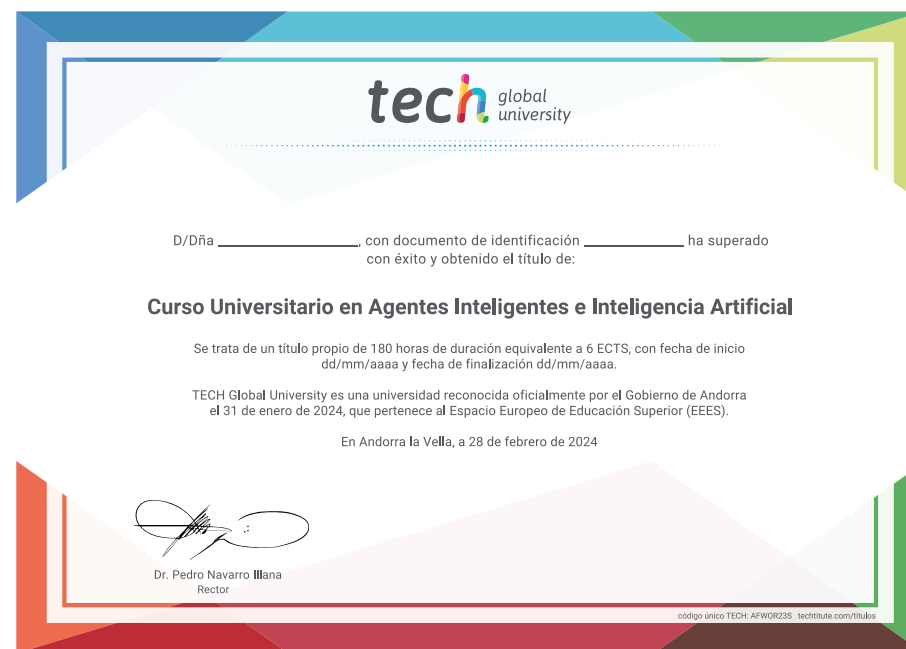 tech global university
D/Dña ____________, con documento de identificación ____________ ha superado
con éxito y obtenido el título de:
Curso Universitario en Agentes Inteligentes e Inteligencia Artificial
Se trata de un título propio de 180 horas de duración equivalente a 6 ECTS, con fecha de inicio
dd/mm/aaaa y fecha de finalización dd/mm/aaaa.
TECH Global University es una universidad reconocida oficialmente por el Gobierno de Andorra
el 31 de enero de 2024, que pertenece al Espacio Europeo de Educación Superior (EEES).
En Andorra la Vella, a 28 de febrero de 2024
Dr. Pedro Navarro Illana
Rector
código único TECH: AFWOR23S techtitute.com/titulos